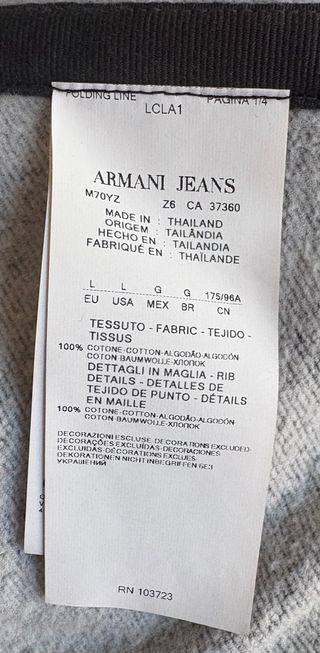 FOLDING LINE PAGINA 1/4
LCLA1
ARMANI JEANS
M70YZ Z6 CA 37360
MADE IN : THAILAND
ORIGEM : TAILÂNDIA
HECHO EN : TAILANDIA
FABRIQUÉ EN : THAÏLANDE
L L G G 175/96A
EU USA MEX BR CN
TESSUTO - FABRIC - TEJIDO -
TISSUS
100% COTONE-COTTON-ALGODÃO-ALGODÓN
COTON-BAUMWOLLE-ХЛОПОК
DETTAGLI IN MAGLIA - RIB
DETAILS - DETALLES DE
TEJIDO DE PUNTO - DÉTAILS
EN MAILLE
100% COTONE-COTTON-ALGODÃO-ALGODÓN-
COTON-BAUMWOLLE-ХЛОПОК
DECORAZIONI ESCLUSE DECORATIONS EXCLUDED-
DECORAÇÕES EXCLUÍDAS-DECORACIONES
EXCLUIDAS-DÉCORATIONS EXCLUES-
DEKORATIONEN NICHT INBEGRIFFEN БЕЗ
УКРАШЕНИЙ
RN 103723